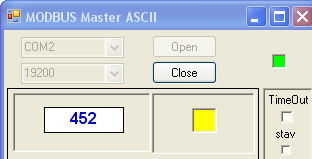 MODBUS Master ASCII
COM2 Open
19200 Close
452
TimeOut
stav